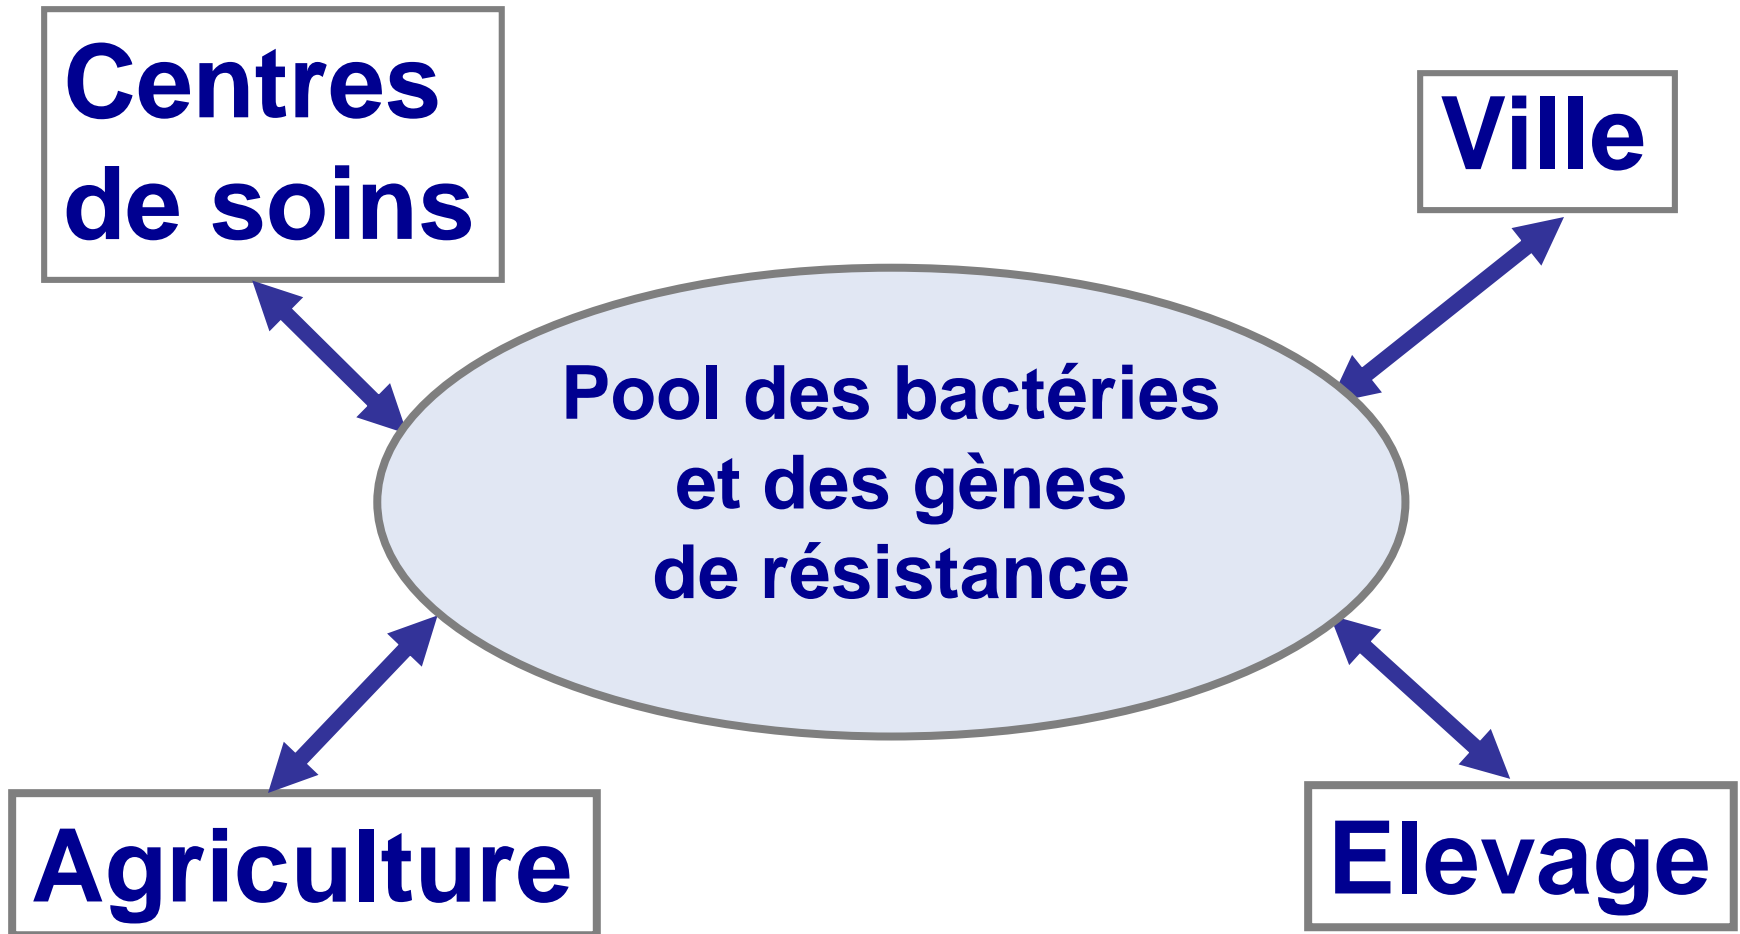 Centres
de soins
Ville
Pool des bactéries
et des gènes
de résistance
Agriculture
Elevage